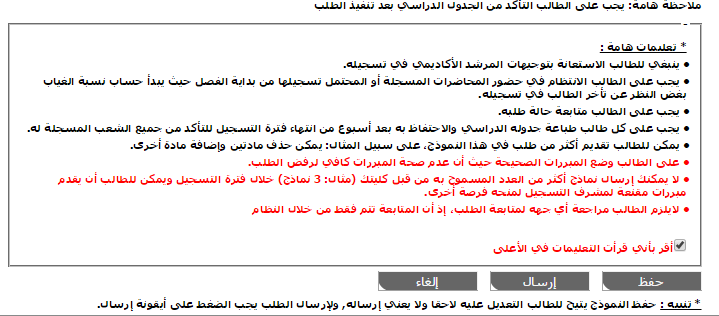 ملاحظة هامة: يجب على الطالب التأكد من الجدول الدراسي بعد تنفيذ الطلب
* تعليمات هامة :
• ينبغي للطالب الاستعانة بتوجيهات المرشد الأكاديمي في تسجيله.
• يجب على الطالب الانتظام في حضور المحاضرات المسجلة أو المحتمل تسجيلها من بداية الفصل حيث يبدأ حساب نسبة الغياب
بغض النظر عن تأخر الطالب في تسجيله.
• يجب على الطالب متابعة حالة طلبه.
• يجب على كل طالب طباعة جدوله الدراسي والاحتفاظ به بعد أسبوع من انتهاء فترة التسجيل للتأكد من جميع الشعب المسجلة له.
• يمكن للطالب تقديم أكثر من طلب في هذا النموذج، على سبيل المثال: يمكن حذف مادتين وإضافة مادة أخرى.
• على الطالب وضع المبررات الصحيحة حيث أن عدم صحة المبررات كافي لرفض الطلب.
• لا يمكنك إرسال نماذج أكثر من العدد المسموح به من قبل كليتك (مثال: 3 نماذج) خلال فترة التسجيل ويمكن للطالب أن يقدم
مبررات مقنعة لمشرف التسجيل لمنحه فرصة أخرى.
• لايلزم الطالب مراجعة أي جهه لمتابعة الطلب، إذ أن المتابعة تتم فقط من خلال النظام
أقر بأني قرأت التعليمات في الأعلى
حفظ إرسال إلغاء
* تنبيه : حفظ النموذج يتيح للطالب التعديل عليه لاحقا ولا يعني إرساله, ولإرسال الطلب يجب الضغط على أيقونة إرسال.